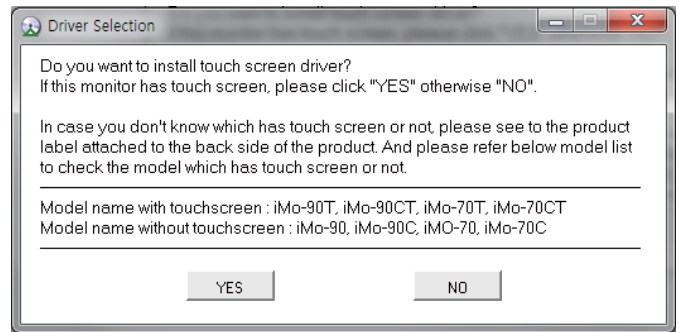 Driver Selection
Do you want to install touch screen driver?
If this monitor has touch screen, please click "YES" otherwise "NO".
In case you don't know which has touch screen or not, please see to the product
label attached to the back side of the product. And please refer below model list
to check the model which has touch screen or not.
Model name with touchscreen : iMo-90T, iMo-90CT, iMo-70T, iMo-70CT
Model name without touchscreen : iMo-90, iMo-90C, iMO-70, iMo-70C
YES
NO